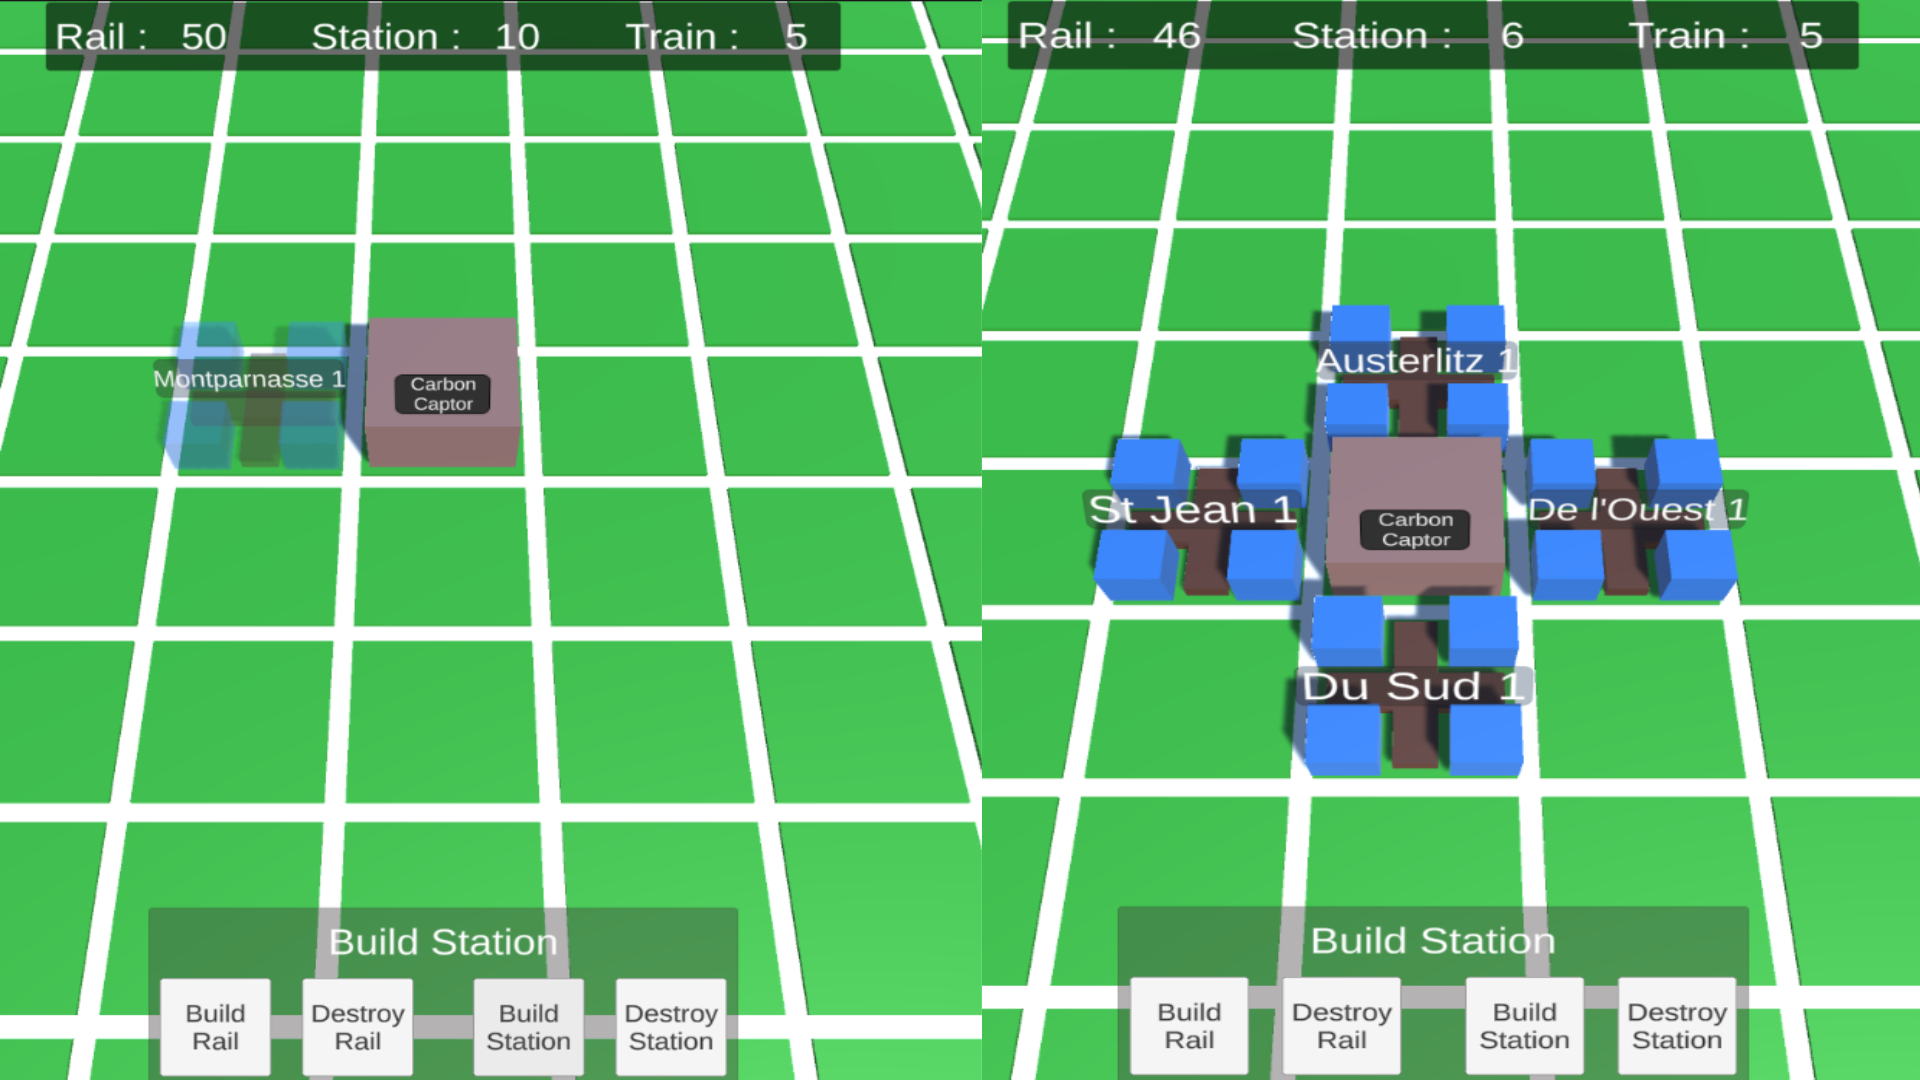 Rail : 50 Station : 10 Train : 5
Montparnasse 1
Carbon
Captor
Build Station
Build
Rail
Destroy
Rail
Build
Station
Destroy
Station
Rail : 46 Station : 6 Train : 5
Austerlitz 1
St Jean 1
Carbon
Captor
De l'Ouest 1
Du Sud 1
Build Station
Build
Rail
Destroy
Rail
Build
Station
Destroy
Station